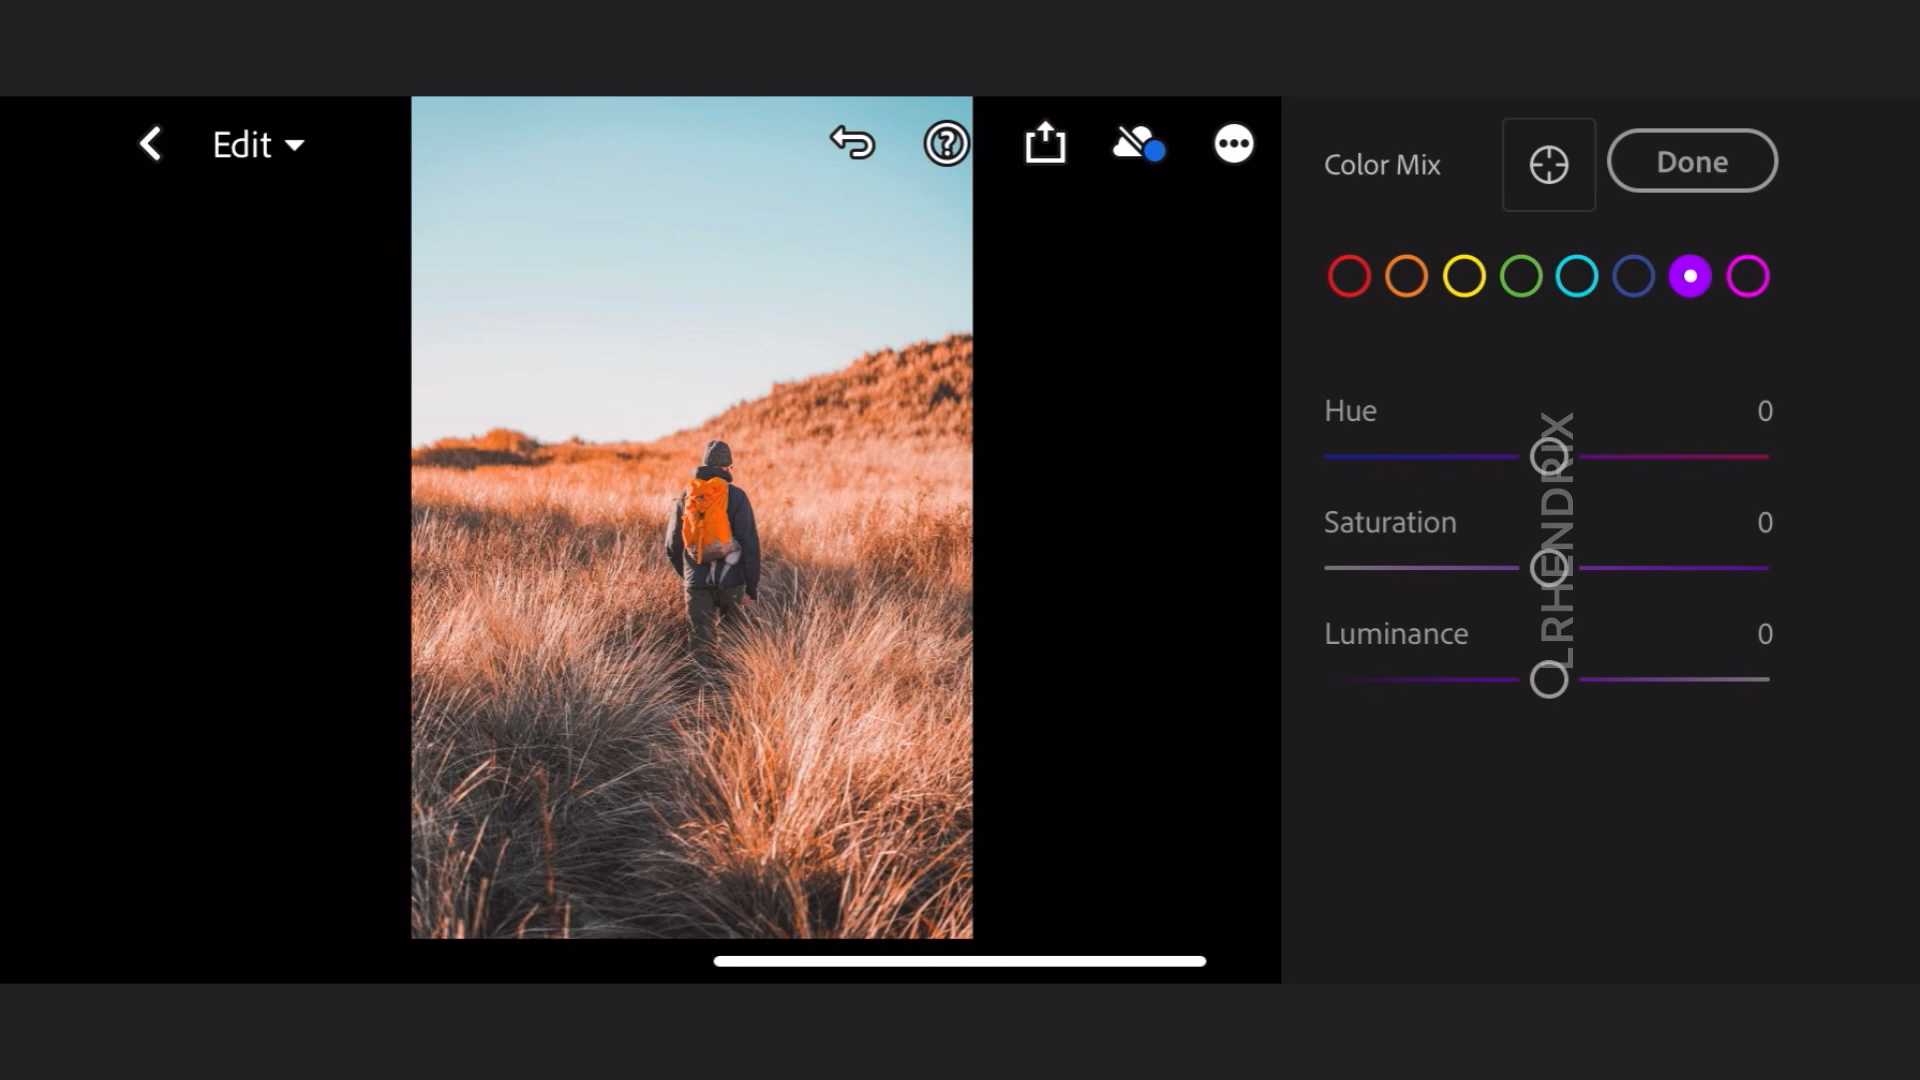 Edit
Color Mix
Done
Hue 0
Saturation 0
Luminance 0
LRHENDRIX